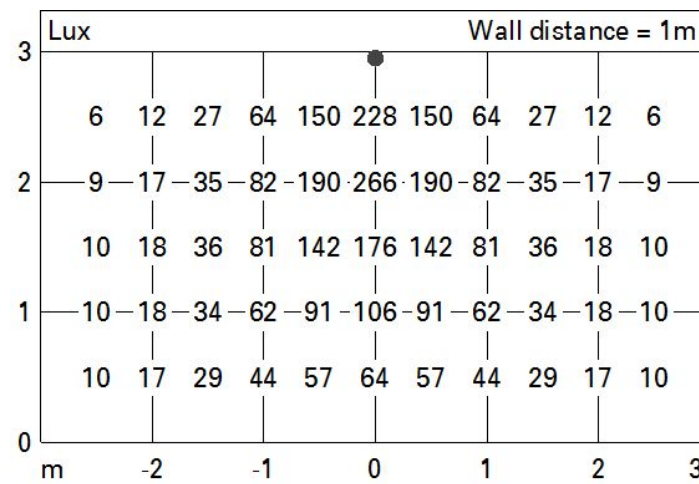 Lux Wall distance = 1m
3
6 12 27 64 150 228 150 64 27 12 6
2 9 17 35 82 190 266 190 82 35 17 9
10 18 36 81 142 176 142 81 36 18 10
1 10 18 34 62 91 106 91 62 34 18 10
10 17 29 44 57 64 57 44 29 17 10
0
m -2 -1 0 1 2 3